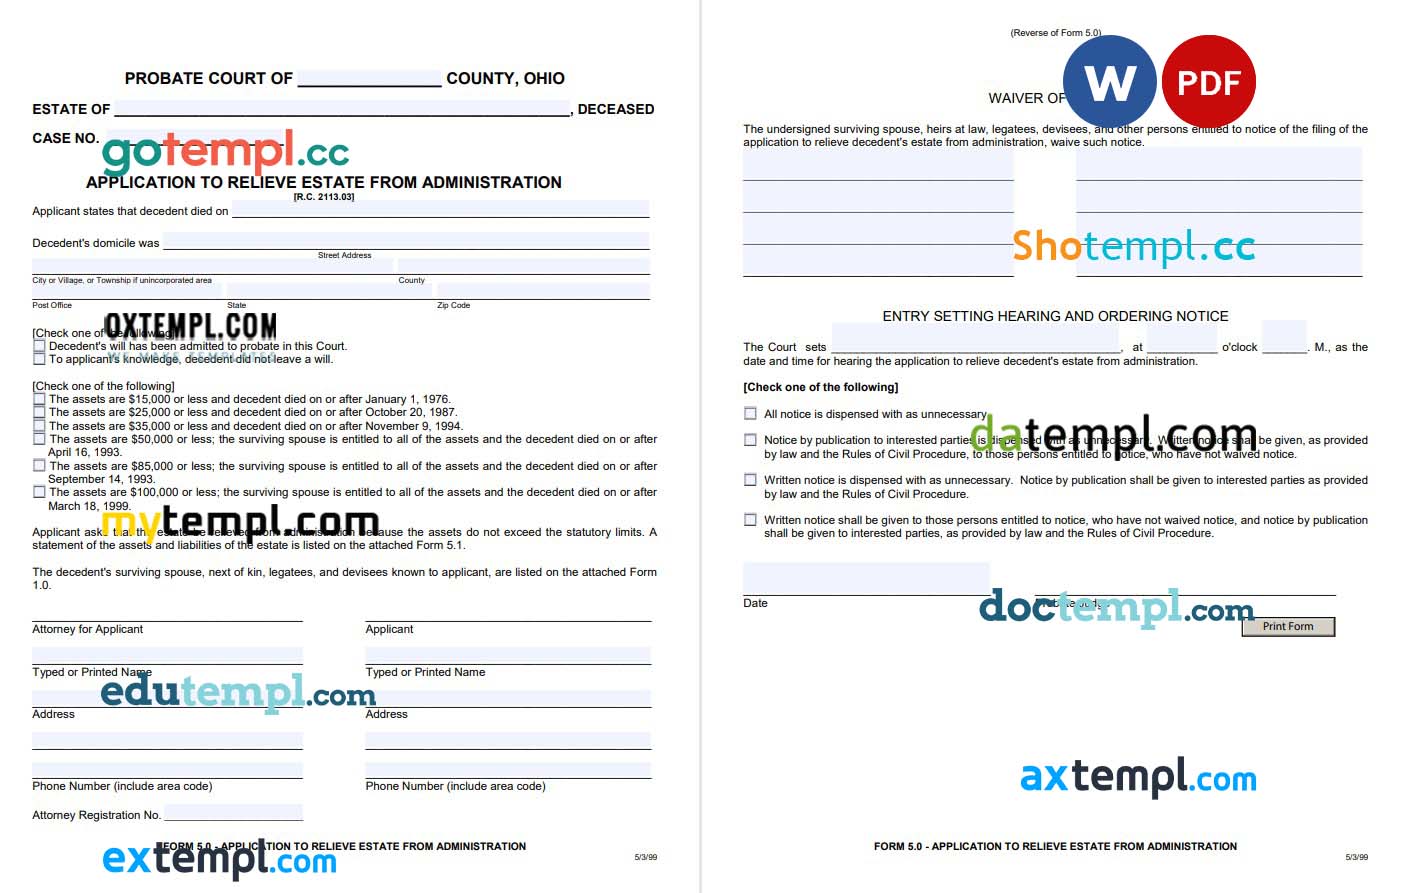 PROBATE COURT OF COUNTY, OHIO
ESTATE OF , DECEASED
CASE NO.
gotempl.cc
APPLICATION TO RELIEVE ESTATE FROM ADMINISTRATION
[R.C. 2113.03]
Applicant states that decedent died on
Decedent's domicile was
Street Address
City or Village, or Township if unincorporated area County
Post Office State Zip Code
OXTEMPL.COM
WE MAKE TEMPLATES
[Check one of the following]
Decedent's will has been admitted to probate in this Court.
To applicant's knowledge, decedent did not leave a will.
[Check one of the following]
The assets are $15,000 or less and decedent died on or after January 1, 1976.
The assets are $25,000 or less and decedent died on or after October 20, 1987.
The assets are $35,000 or less and decedent died on or after November 9, 1994.
The assets are $50,000 or less; the surviving spouse is entitled to all of the assets and the decedent died on or after
April 16, 1993.
The assets are $85,000 or less; the surviving spouse is entitled to all of the assets and the decedent died on or after
September 14, 1993.
The assets are $100,000 or less; the surviving spouse is entitled to all of the assets and the decedent died on or after
March 18, 1999.
mytempl.com
Applicant asks that the estate be relieved from administration because the assets do not exceed the statutory limits. A
statement of the assets and liabilities of the estate is listed on the attached Form 5.1.
The decedent's surviving spouse, next of kin, legatees, and devisees known to applicant, are listed on the attached Form
1.0.
Attorney for Applicant Applicant
Typed or Printed Name Typed or Printed Name
edutempl.com
Address Address
Phone Number (include area code) Phone Number (include area code)
Attorney Registration No.
FORM 5.0 - APPLICATION TO RELIEVE ESTATE FROM ADMINISTRATION
5/3/99
extempl.com
(Reverse of Form 5.0)
W PDF
WAIVER OF
The undersigned surviving spouse, heirs at law, legatees, devisees, and other persons entitled to notice of the filing of the
application to relieve decedent's estate from administration, waive such notice.
Shotempl.cc
ENTRY SETTING HEARING AND ORDERING NOTICE
The Court sets , at o'clock . M., as the
date and time for hearing the application to relieve decedent's estate from administration.
[Check one of the following]
All notice is dispensed with as unnecessary.
datempl.com
Notice by publication to interested parties is dispensed with as unnecessary. Written notice shall be given, as provided
by law and the Rules of Civil Procedure, to those persons entitled to notice, who have not waived notice.
Written notice is dispensed with as unnecessary. Notice by publication shall be given to interested parties as provided
by law and the Rules of Civil Procedure.
Written notice shall be given to those persons entitled to notice, who have not waived notice, and notice by publication
shall be given to interested parties, as provided by law and the Rules of Civil Procedure.
Date Probate Judge
doctempl.com
Print Form
axtempl.com
FORM 5.0 - APPLICATION TO RELIEVE ESTATE FROM ADMINISTRATION
5/3/99